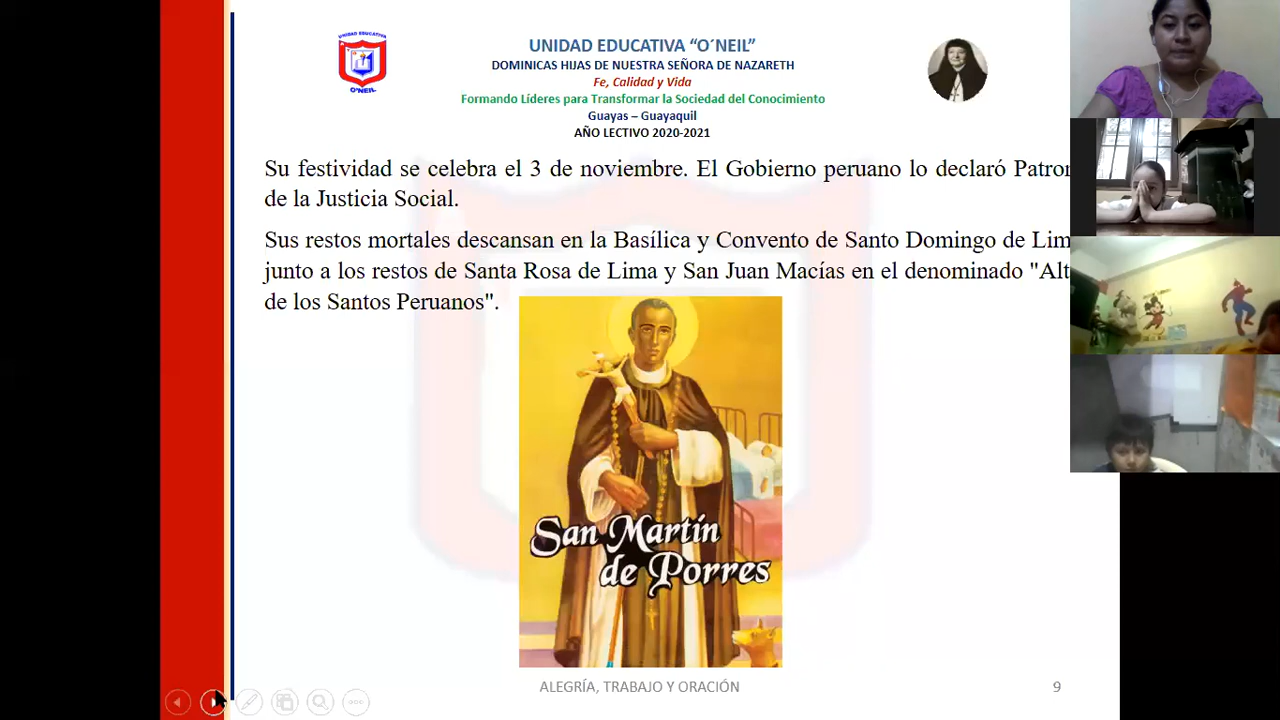 UNIDAD EDUCATIVA
O´NEIL
UNIDAD EDUCATIVA “O´NEIL”
DOMINICAS HIJAS DE NUESTRA SEÑORA DE NAZARETH
Fe, Calidad y Vida
Formando Líderes para Transformar la Sociedad del Conocimiento
Guayas – Guayaquil
AÑO LECTIVO 2020-2021
Su festividad se celebra el 3 de noviembre. El Gobierno peruano lo declaró
de la Justicia Social.
Sus restos mortales descansan en la Basílica y Convento de Santo Domingo de
junto a los restos de Santa Rosa de Lima y San Juan Macías en el denominado
de los Santos Peruanos".
San Martín
de Porres
ALEGRÍA, TRABAJO Y ORACIÓN
9